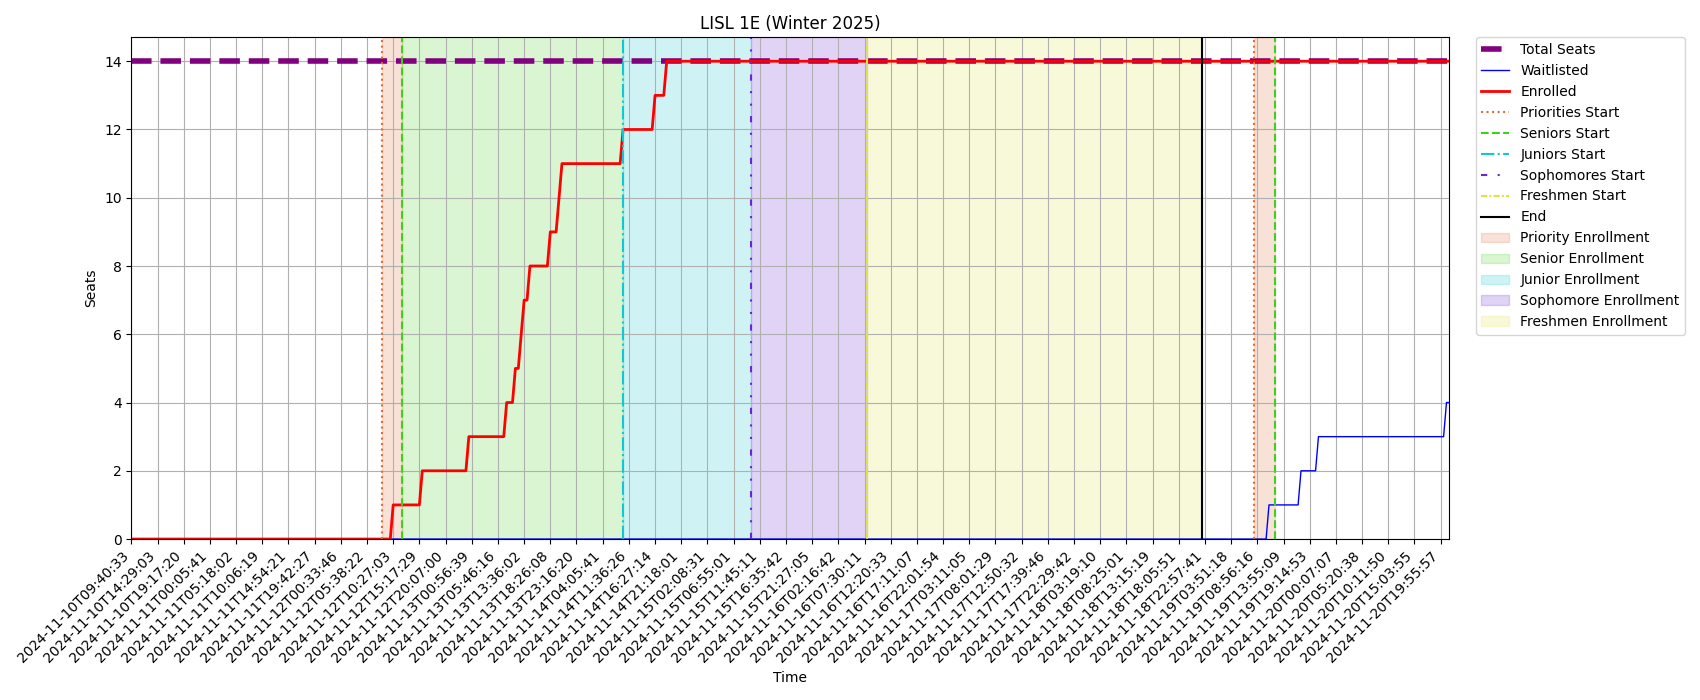 LISL 1E (Winter 2025)
Seats
14
12
10
8
6
4
2
0
2024-11-10T09:40:33
2024-11-10T14:29:03
2024-11-10T19:17:20
2024-11-11T00:05:41
2024-11-11T05:18:02
2024-11-11T10:06:19
2024-11-11T14:54:21
2024-11-11T19:42:27
2024-11-12T00:33:46
2024-11-12T05:38:22
2024-11-12T10:27:03
2024-11-12T15:17:29
2024-11-12T20:07:00
2024-11-13T00:56:39
2024-11-13T05:46:16
2024-11-13T13:36:02
2024-11-13T18:26:08
2024-11-13T23:16:20
2024-11-14T04:05:41
2024-11-14T11:36:26
2024-11-14T16:27:14
2024-11-14T21:18:01
2024-11-15T02:08:31
2024-11-15T06:55:01
2024-11-15T11:45:11
2024-11-15T16:35:42
2024-11-15T21:27:05
2024-11-16T02:16:42
2024-11-16T07:30:11
2024-11-16T12:20:33
2024-11-16T17:11:07
2024-11-16T22:01:54
2024-11-17T03:11:05
2024-11-17T08:01:29
2024-11-17T12:50:32
2024-11-17T17:39:46
2024-11-17T22:29:42
2024-11-18T03:19:10
2024-11-18T08:25:01
2024-11-18T13:15:19
2024-11-18T18:05:51
2024-11-18T22:57:41
2024-11-19T03:51:18
2024-11-19T08:56:16
2024-11-19T13:55:09
2024-11-19T19:14:53
2024-11-20T00:07:07
2024-11-20T05:20:38
2024-11-20T10:11:50
2024-11-20T15:03:55
2024-11-20T19:55:57
Time
Total Seats
Waitlisted
Enrolled
Priorities Start
Seniors Start
Juniors Start
Sophomores Start
Freshmen Start
End
Priority Enrollment
Senior Enrollment
Junior Enrollment
Sophomore Enrollment
Freshmen Enrollment